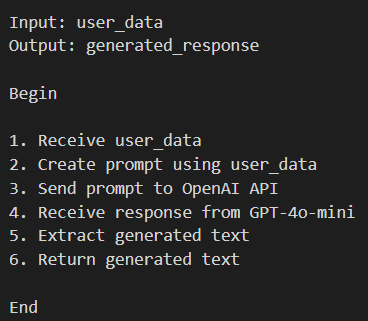 Input: user_data
Output: generated_response
Begin
1. Receive user_data
2. Create prompt using user_data
3. Send prompt to OpenAI API
4. Receive response from GPT-4o-mini
5. Extract generated text
6. Return generated text
End